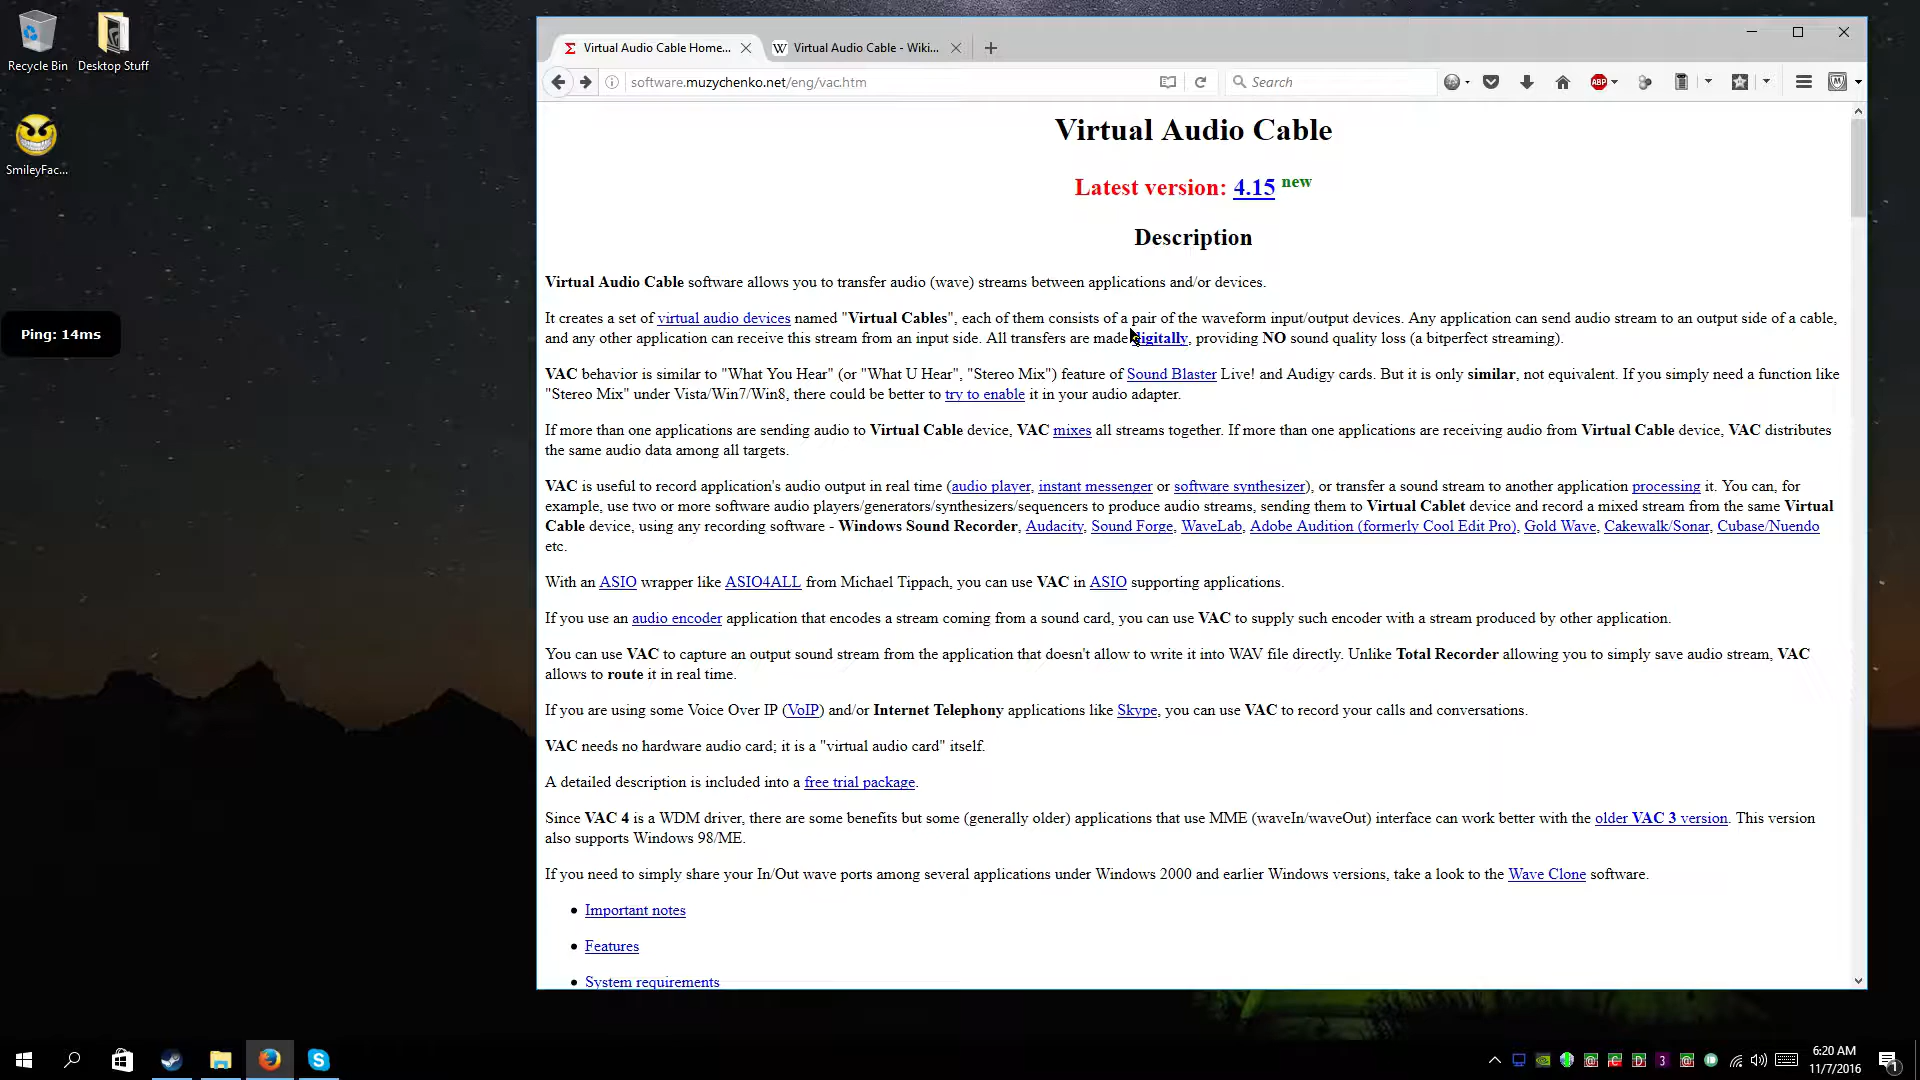 Recycle Bin
Desktop Stuff
SmileyFac...
Ping: 14ms
Virtual Audio Cable Home...
Virtual Audio Cable - Wiki...
software.muzychenko.net/eng/vac.htm
Search
ABP
Virtual Audio Cable
Latest version: 4.15 new
Description
Virtual Audio Cable software allows you to transfer audio (wave) streams between applications and/or devices.
It creates a set of virtual audio devices named "Virtual Cables", each of them consists of a pair of the waveform input/output devices. Any application can send audio stream to an output side of a cable,
and any other application can receive this stream from an input side. All transfers are made digitally, providing NO sound quality loss (a bitperfect streaming).
VAC behavior is similar to "What You Hear" (or "What U Hear", "Stereo Mix") feature of Sound Blaster Live! and Audigy cards. But it is only similar, not equivalent. If you simply need a function like
"Stereo Mix" under Vista/Win7/Win8, there could be better to try to enable it in your audio adapter.
If more than one applications are sending audio to Virtual Cable device, VAC mixes all streams together. If more than one applications are receiving audio from Virtual Cable device, VAC distributes
the same audio data among all targets.
VAC is useful to record application's audio output in real time (audio player, instant messenger or software synthesizer), or transfer a sound stream to another application processing it. You can, for
example, use two or more software audio players/generators/synthesizers/sequencers to produce audio streams, sending them to Virtual Cablet device and record a mixed stream from the same Virtual
Cable device, using any recording software - Windows Sound Recorder, Audacity, Sound Forge, WaveLab, Adobe Audition (formerly Cool Edit Pro), Gold Wave, Cakewalk/Sonar, Cubase/Nuendo
etc.
With an ASIO wrapper like ASIO4ALL from Michael Tippach, you can use VAC in ASIO supporting applications.
If you use an audio encoder application that encodes a stream coming from a sound card, you can use VAC to supply such encoder with a stream produced by other application.
You can use VAC to capture an output sound stream from the application that doesn't allow to write it into WAV file directly. Unlike Total Recorder allowing you to simply save audio stream, VAC
allows to route it in real time.
If you are using some Voice Over IP (VoIP) and/or Internet Telephony applications like Skype, you can use VAC to record your calls and conversations.
VAC needs no hardware audio card; it is a "virtual audio card" itself.
A detailed description is included into a free trial package.
Since VAC 4 is a WDM driver, there are some benefits but some (generally older) applications that use MME (waveIn/waveOut) interface can work better with the older VAC 3 version. This version
also supports Windows 98/ME.
If you need to simply share your In/Out wave ports among several applications under Windows 2000 and earlier Windows versions, take a look to the Wave Clone software.
• Important notes
• Features
• System requirements
6:20 AM
11/7/2016